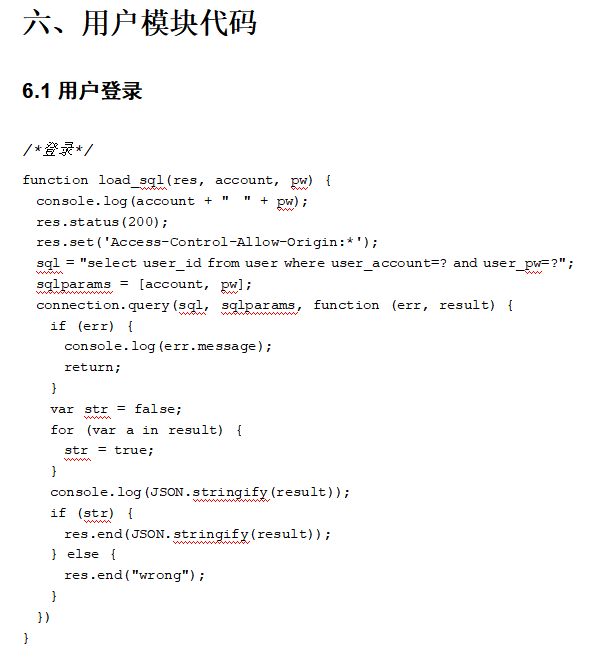 六、用户模块代码
6.1 用户登录
/*登录*/
function load_sql(res, account, pw) {
  console.log(account + "  " + pw);
  res.status(200);
  res.set('Access-Control-Allow-Origin:*');
  sql = "select user_id from user where user_account=? and user_pw=?";
  sqlparams = [account, pw];
  connection.query(sql, sqlparams, function (err, result) {
    if (err) {
      console.log(err.message);
      return;
    }
    var str = false;
    for (var a in result) {
      str = true;
    }
    console.log(JSON.stringify(result));
    if (str) {
      res.end(JSON.stringify(result));
    } else {
      res.end("wrong");
    }
  })
}